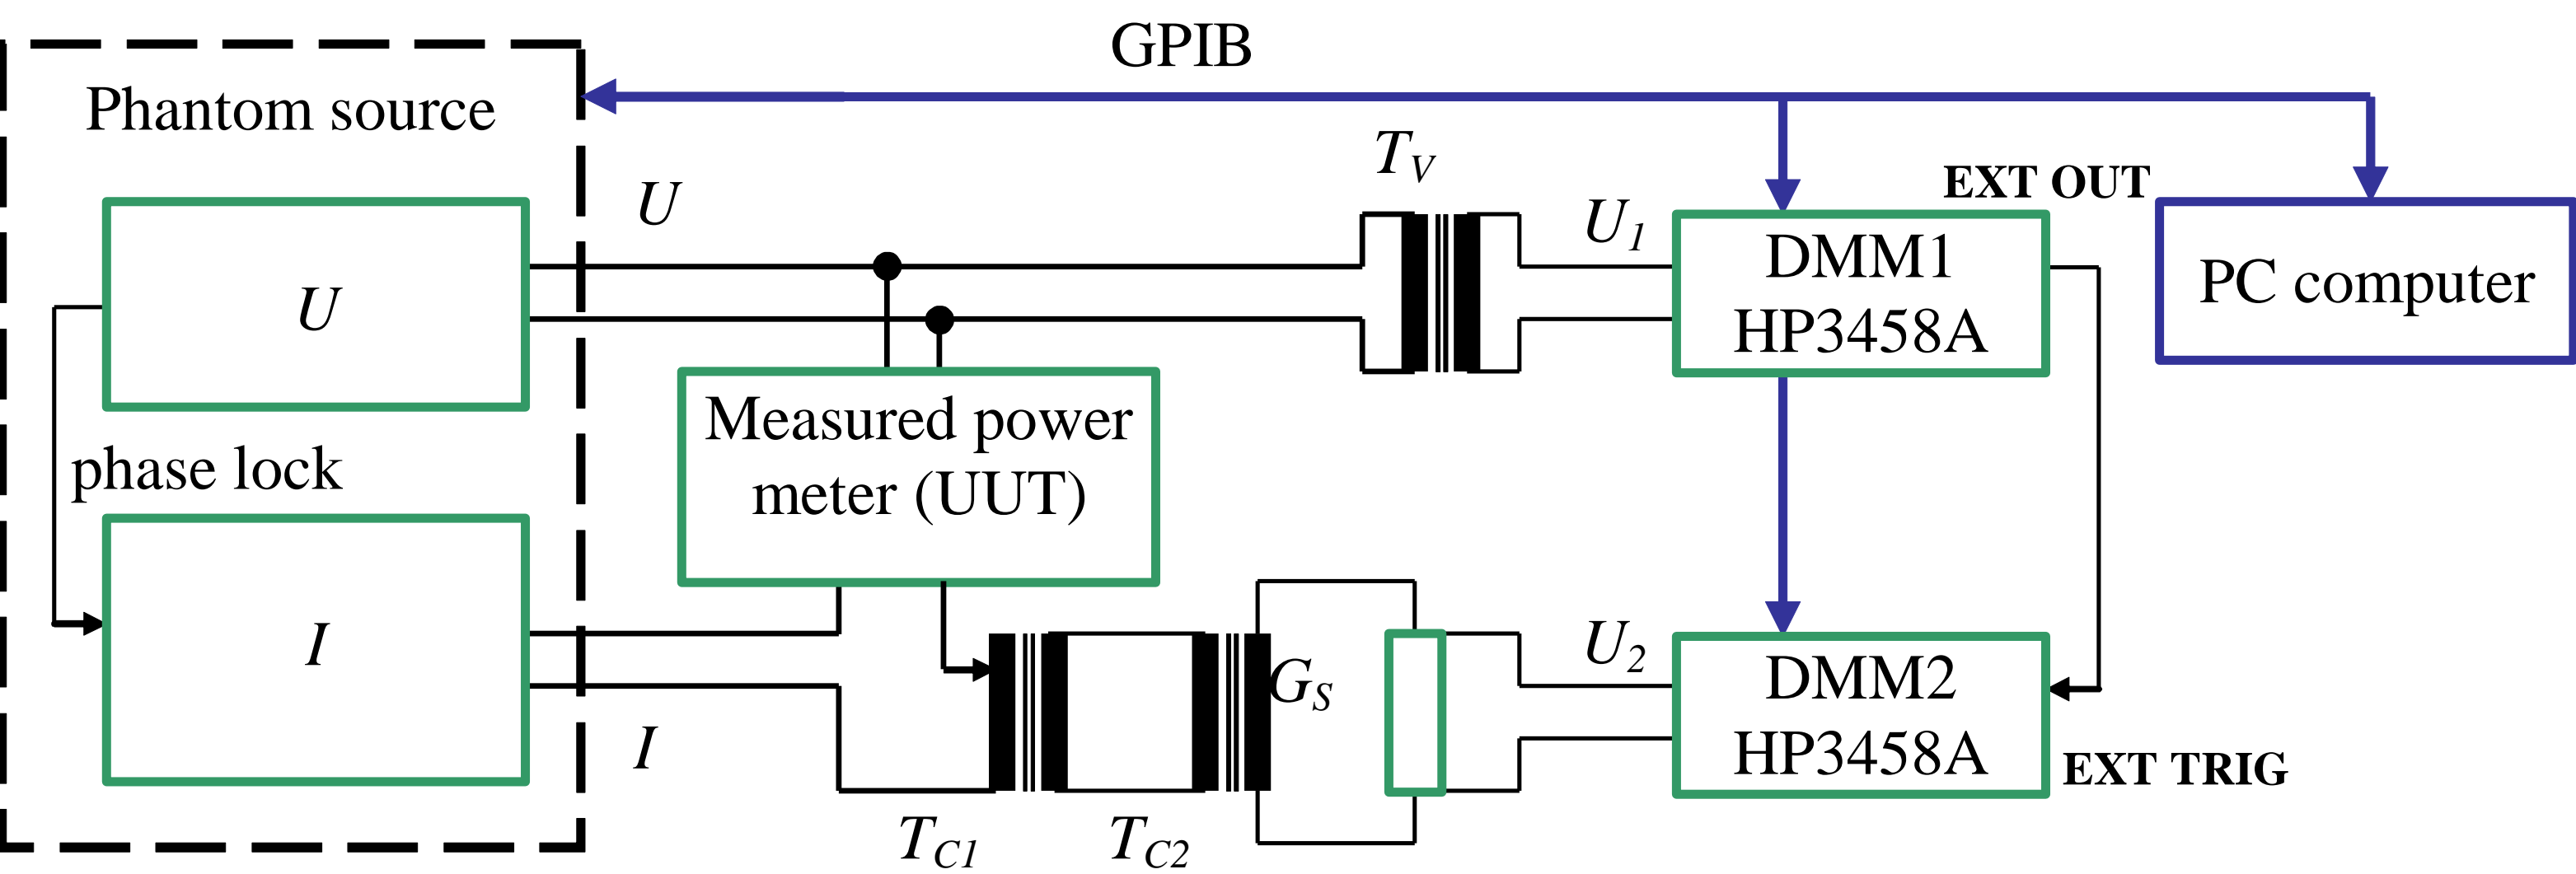 GPIB
Phantom source
T_V
EXT OUT
U
U_1
DMM1
HP3458A
PC computer
U
Measured power
meter (UUT)
phase lock
I
U_2
G_S
DMM2
HP3458A
I
EXT TRIG
T_C1
T_C2